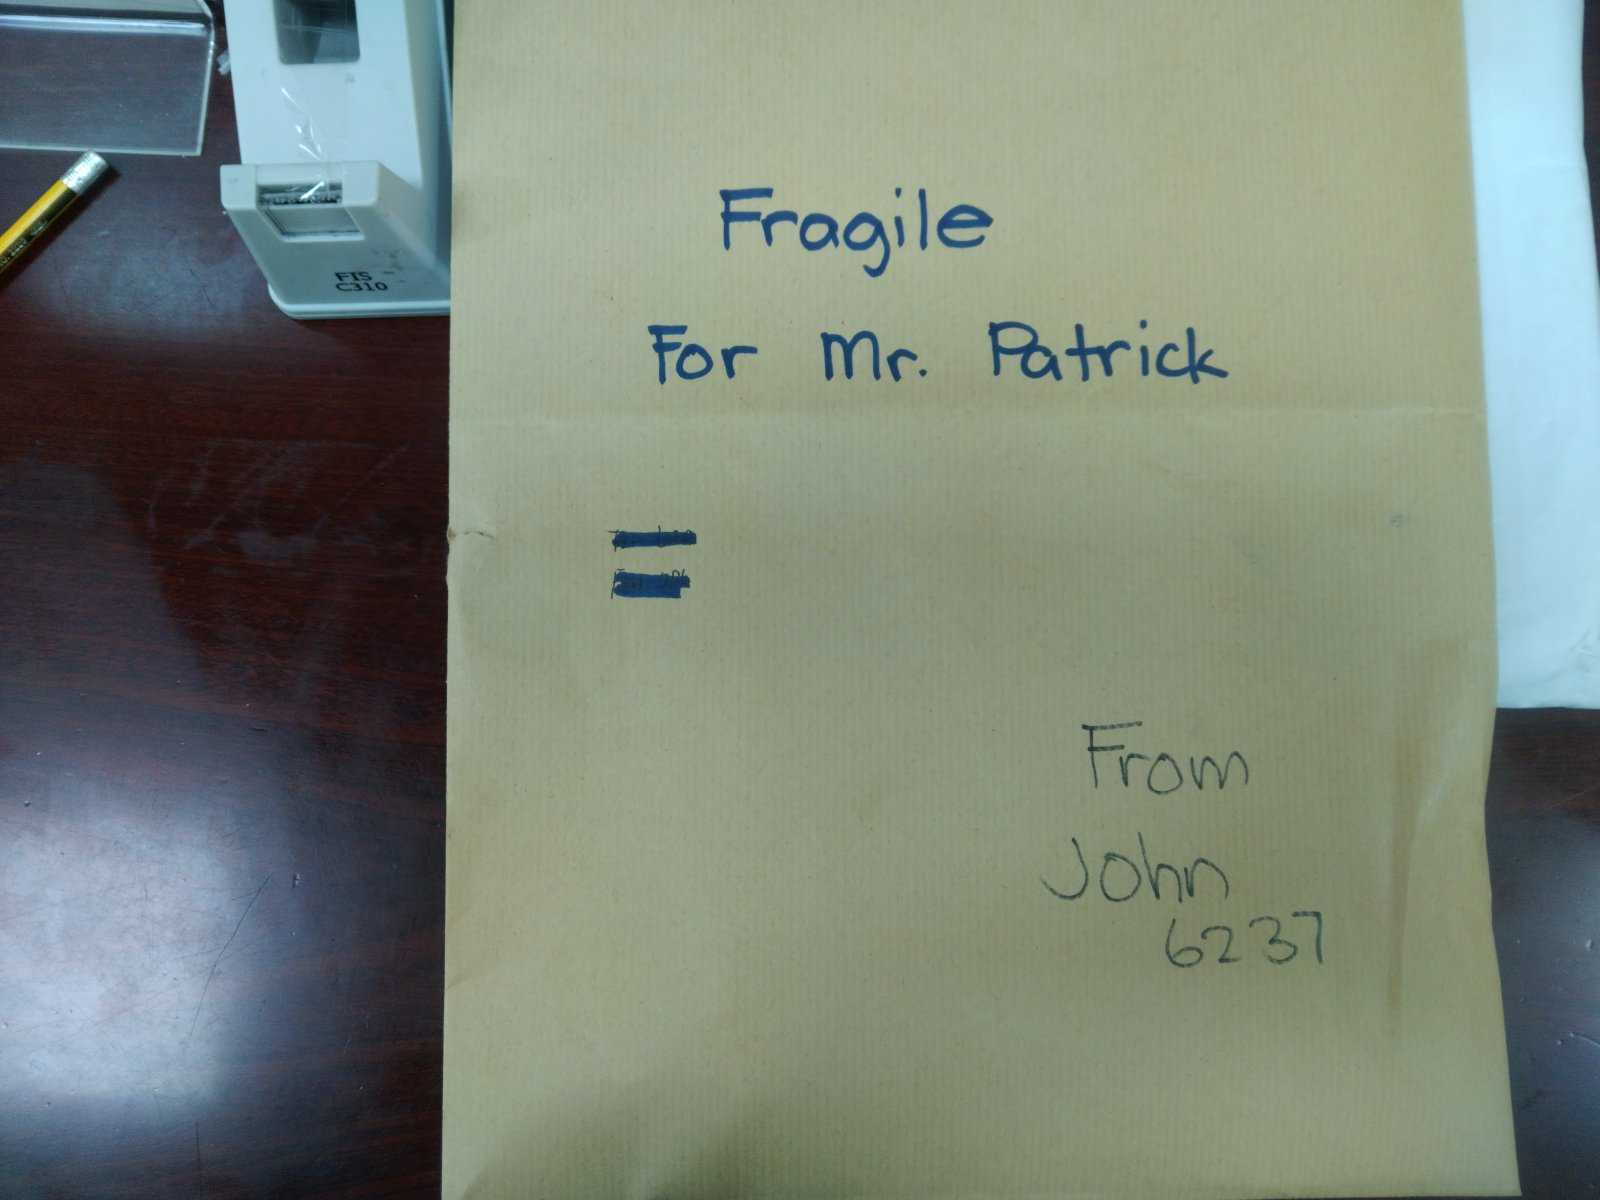 FIS
C310
Fragile
For Mr. Patrick
From
John
6237